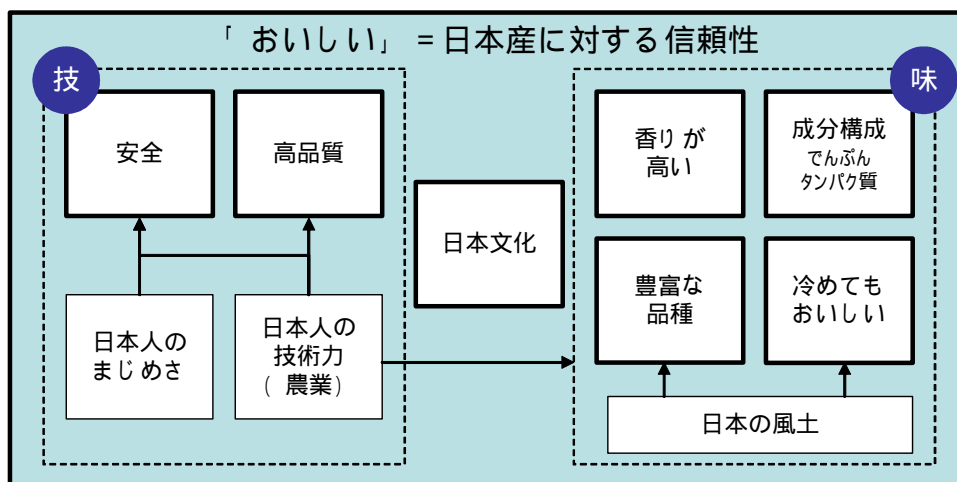 「おいしい」=日本産に対する信頼性
技
味
安全
高品質
香りが
高い
成分構成
でんぷん
タンパク質
日本文化
豊富な
品種
冷めても
おいしい
日本人の
まじめさ
日本人の
技術力
(農業)
日本の風土